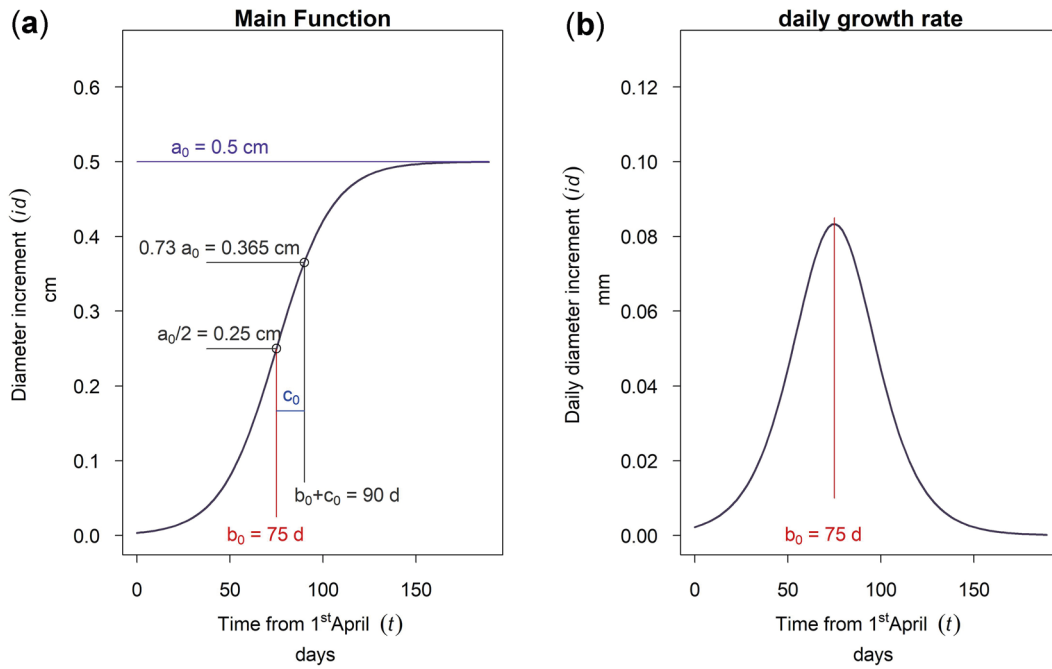 (a)
Main Function
Diameter increment (id)
cm
0.6
0.5
0.4
0.3
0.2
0.1
0.0
a₀ = 0.5 cm
0.73 a₀ = 0.365 cm
a₀/2 = 0.25 cm
c₀
b₀+c₀ = 90 d
b₀ = 75 d
0 50 100 150
Time from 1ˢᵗApril (t)
days
(b)
daily growth rate
Daily diameter increment (id)
mm
0.12
0.10
0.08
0.06
0.04
0.02
0.00
b₀ = 75 d
0 50 100 150
Time from 1ˢᵗApril (t)
days